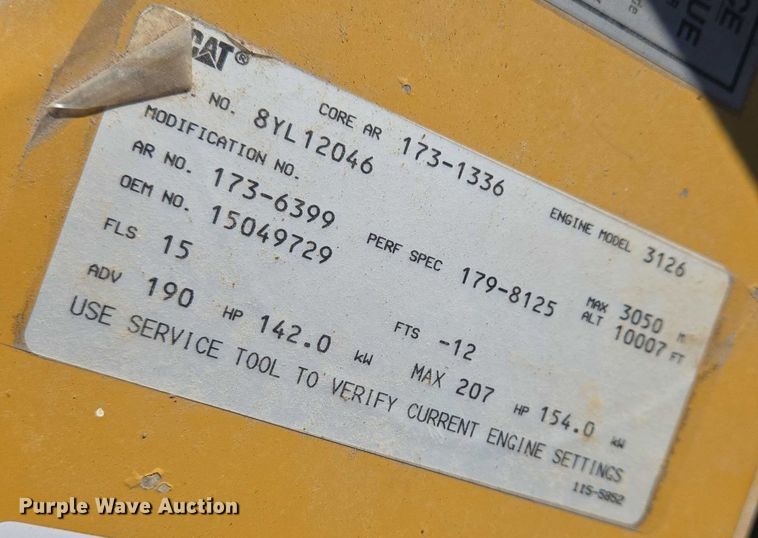 CAT®
NO. 8YL12046 CORE AR 173-1336 ENGINE MODEL 3126
MODIFICATION NO.
AR NO. 173-6399 PERF SPEC 179-8125 MAX ALT 3050 M 10007 FT
OEM NO. 15049729
FLS 15 FTS -12
ADV 190 HP 142.0 kW MAX 207 HP 154.0 kW
USE SERVICE TOOL TO VERIFY CURRENT ENGINE SETTINGS
115-5852
Purple Wave Auction